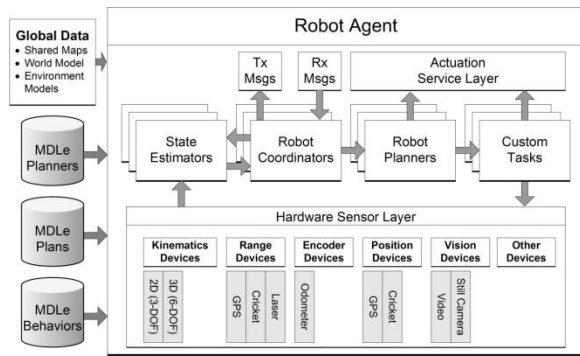 Robot Agent
Global Data
• Shared Maps
• World Model
• Environment
Models
Tx
Msgs
Rx
Msgs
Actuation
Service Layer
MDLe
Planners
State
Estimators
Robot
Coordinators
Robot
Planners
Custom
Tasks
MDLe
Plans
Hardware Sensor Layer
Kinematics
Devices
Range
Devices
Encoder
Devices
Position
Devices
Vision
Devices
Other
Devices
MDLe
Behaviors
2D (3-DOF)
3D (6-DOF)
GPS
Cricket
Laser
Odometer
GPS
Cricket
Video
Still Camera